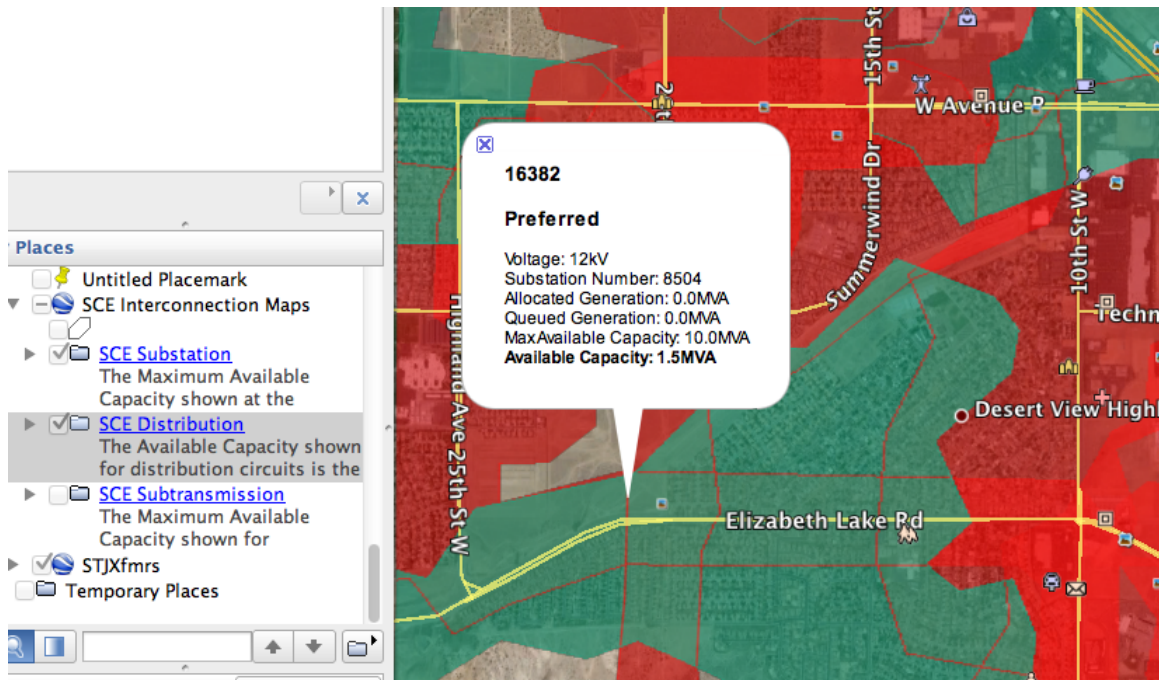 Places
Untitled Placemark
SCE Interconnection Maps
SCE Substation
The Maximum Available
Capacity shown at the
SCE Distribution
The Available Capacity shown
for distribution circuits is the
SCE Subtransmission
The Maximum Available
Capacity shown for
STJXfmrs
Temporary Places
16382
Preferred
Voltage: 12kV
Substation Number: 8504
Allocated Generation: 0.0MVA
Queued Generation: 0.0MVA
MaxAvailable Capacity: 10.0MVA
Available Capacity: 1.5MVA
15th St
W Avenue P
Summerwind Dr
10th St W
Techn
Highland Ave 25th St W
Desert View Highl
Elizabeth Lake Rd